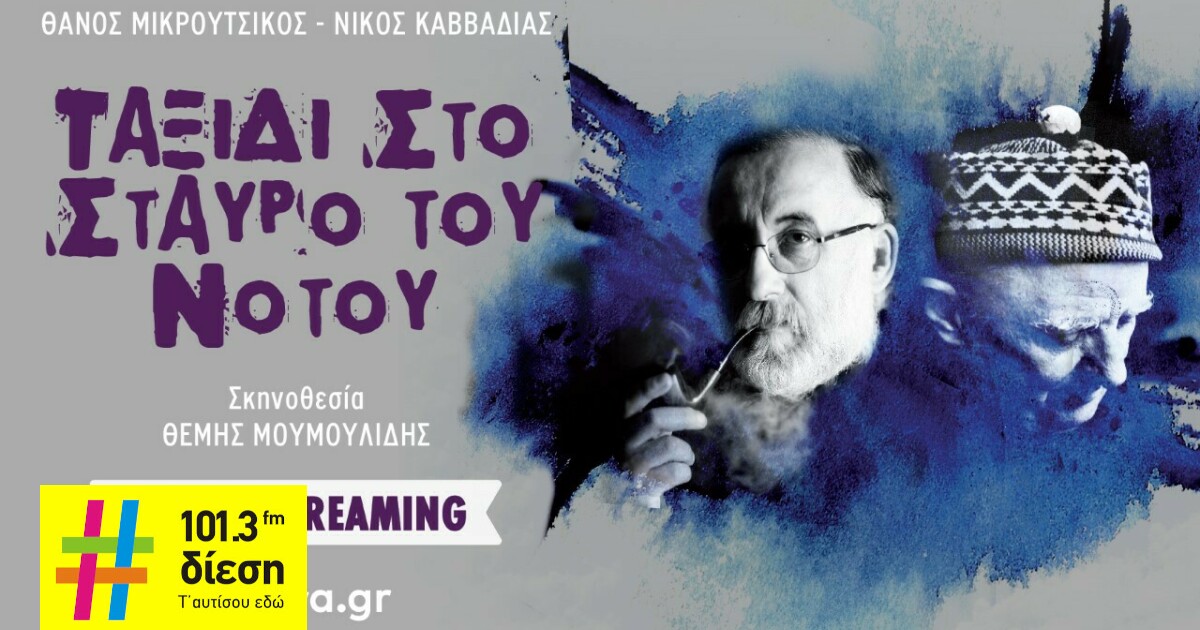 ΘΑΝΟΣ ΜΙΚΡΟΥΤΣΙΚΟΣ - ΝΙΚΟΣ ΚΑΒΒΑΔΙΑΣ
ΤΑΞΙΔΙ ΣΤΟ
ΣΤΑΥΡΟ ΤΟΥ
ΝΟΤΟΥ
Σκηνοθεσία
ΘΕΜΗΣ ΜΟΥΜΟΥΛΙΔΗΣ
REAMING
101.3 fm
δίεση
Τ'αυτίσου εδώ
va.gr